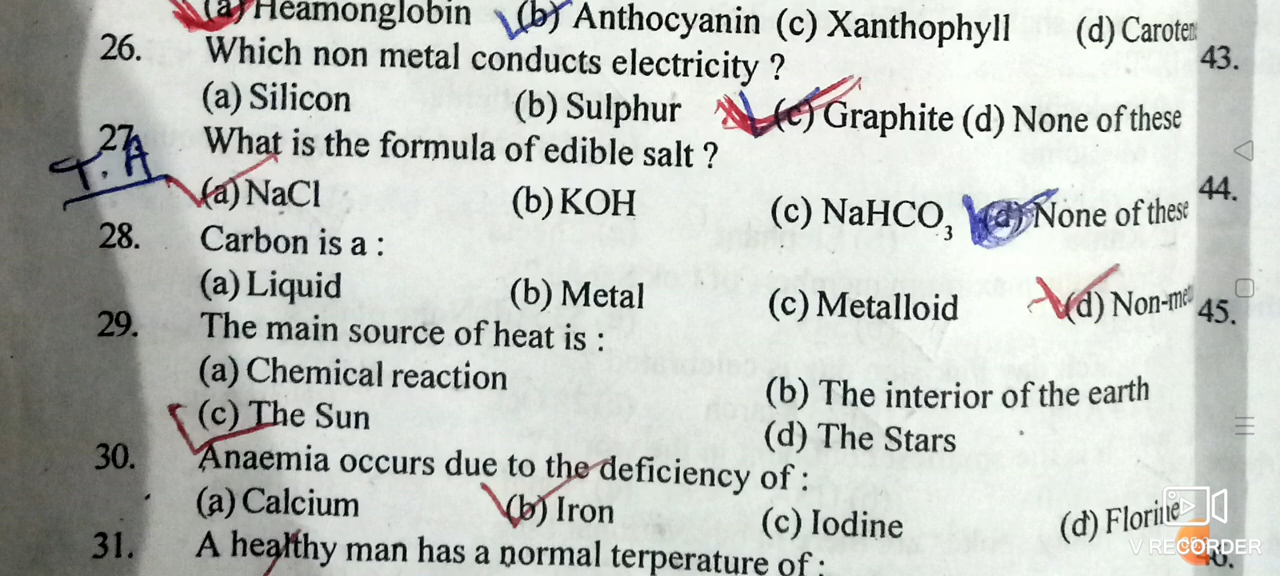 (a) Heamonglobin (b) Anthocyanin (c) Xanthophyll (d) Caroten
26. Which non metal conducts electricity ?
(a) Silicon (b) Sulphur (c) Graphite (d) None of these
27. What is the formula of edible salt ?
T.A
(a) NaCl (b) KOH (c) NaHCO₃ (d) None of these
28. Carbon is a :
(a) Liquid (b) Metal (c) Metalloid (d) Non-me
29. The main source of heat is :
(a) Chemical reaction (b) The interior of the earth
(c) The Sun (d) The Stars
30. Anaemia occurs due to the deficiency of :
(a) Calcium (b) Iron (c) Iodine (d)
31. A healthy man has a normal terperature of :
43.
44.
45.
V RECORDER